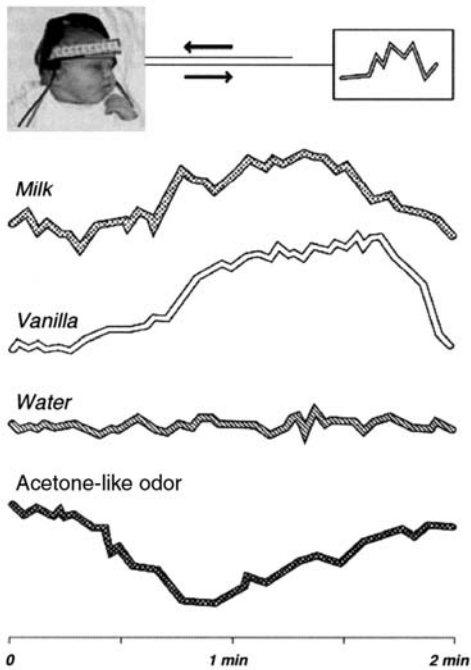 Milk
Vanilla
Water
Acetone-like odor
0 1 min 2 min